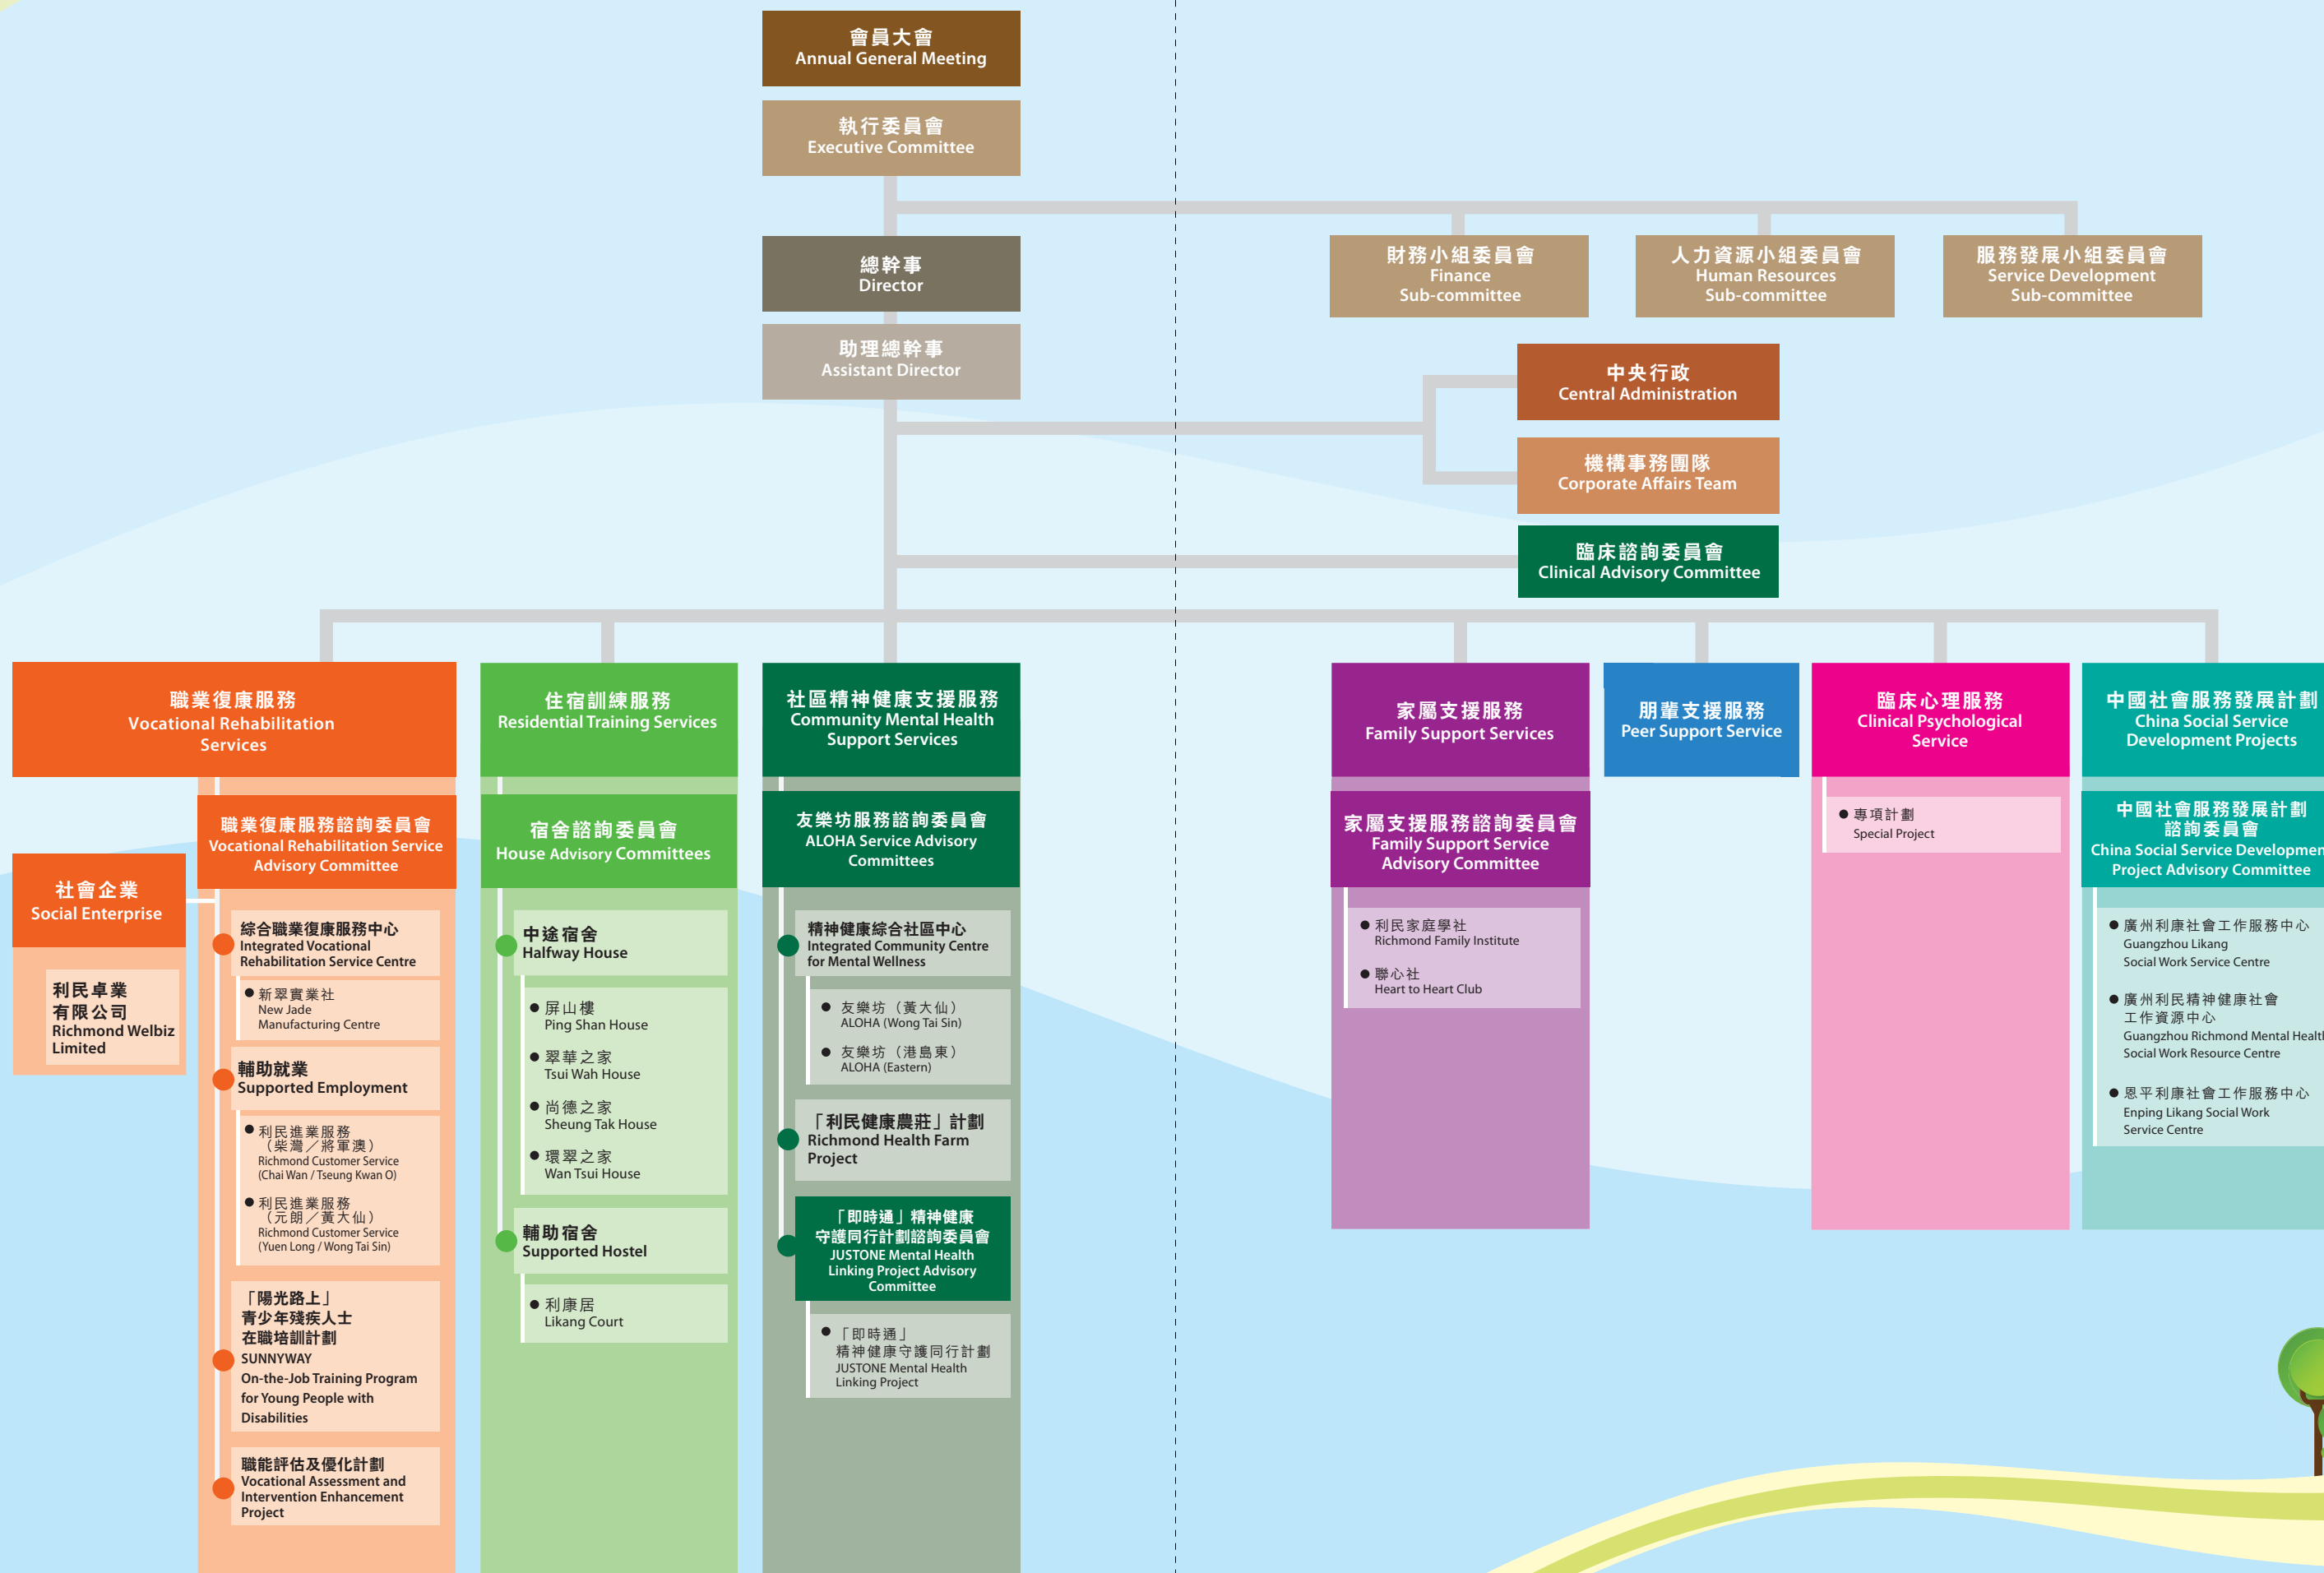 會員大會
Annual General Meeting
執行委員會
Executive Committee
總幹事
Director
財務小組委員會
Finance
Sub-committee
人力資源小組委員會
Human Resources
Sub-committee
服務發展小組委員會
Service Development
Sub-committee
助理總幹事
Assistant Director
中央行政
Central Administration
機構事務團隊
Corporate Affairs Team
臨床諮詢委員會
Clinical Advisory Committee
職業復康服務
Vocational Rehabilitation
Services
職業復康服務諮詢委員會
Vocational Rehabilitation Service
Advisory Committee
社會企業
Social Enterprise
利民卓業
有限公司
Richmond Welbiz
Limited
綜合職業復康服務中心
Integrated Vocational
Rehabilitation Service Centre
新翠實業社
New Jade
Manufacturing Centre
輔助就業
Supported Employment
利民進業服務
（柴灣／將軍澳）
Richmond Customer Service
(Chai Wan / Tseung Kwan O)
利民進業服務
（元朗／黃大仙）
Richmond Customer Service
(Yuen Long / Wong Tai Sin)
「陽光路上」
青少年殘疾人士
在職培訓計劃
SUNNYWAY
On-the-Job Training Program
for Young People with
Disabilities
職能評估及優化計劃
Vocational Assessment and
Intervention Enhancement
Project
住宿訓練服務
Residential Training Services
宿舍諮詢委員會
House Advisory Committees
中途宿舍
Halfway House
屏山樓
Ping Shan House
翠華之家
Tsui Wah House
尚德之家
Sheung Tak House
環翠之家
Wan Tsui House
輔助宿舍
Supported Hostel
利康居
Likang Court
社區精神健康支援服務
Community Mental Health
Support Services
友樂坊服務諮詢委員會
ALOHA Service Advisory
Committees
精神健康綜合社區中心
Integrated Community Centre
for Mental Wellness
友樂坊（黃大仙）
ALOHA (Wong Tai Sin)
友樂坊（港島東）
ALOHA (Eastern)
「利民健康農莊」計劃
Richmond Health Farm
Project
「即時通」精神健康
守護同行計劃諮詢委員會
JUSTONE Mental Health
Linking Project Advisory
Committee
「即時通」
精神健康守護同行計劃
JUSTONE Mental Health
Linking Project
家屬支援服務
Family Support Services
家屬支援服務諮詢委員會
Family Support Service
Advisory Committee
利民家庭學社
Richmond Family Institute
聯心社
Heart to Heart Club
朋輩支援服務
Peer Support Service
臨床心理服務
Clinical Psychological
Service
專項計劃
Special Project
中國社會服務發展計劃
China Social Service
Development Projects
中國社會服務發展計劃
諮詢委員會
China Social Service Developmen
Project Advisory Committee
廣州利康社會工作服務中心
Guangzhou Likang
Social Work Service Centre
廣州利民精神健康社會
工作資源中心
Guangzhou Richmond Mental Health
Social Work Resource Centre
恩平利康社會工作服務中心
Enping Likang Social Work
Service Centre